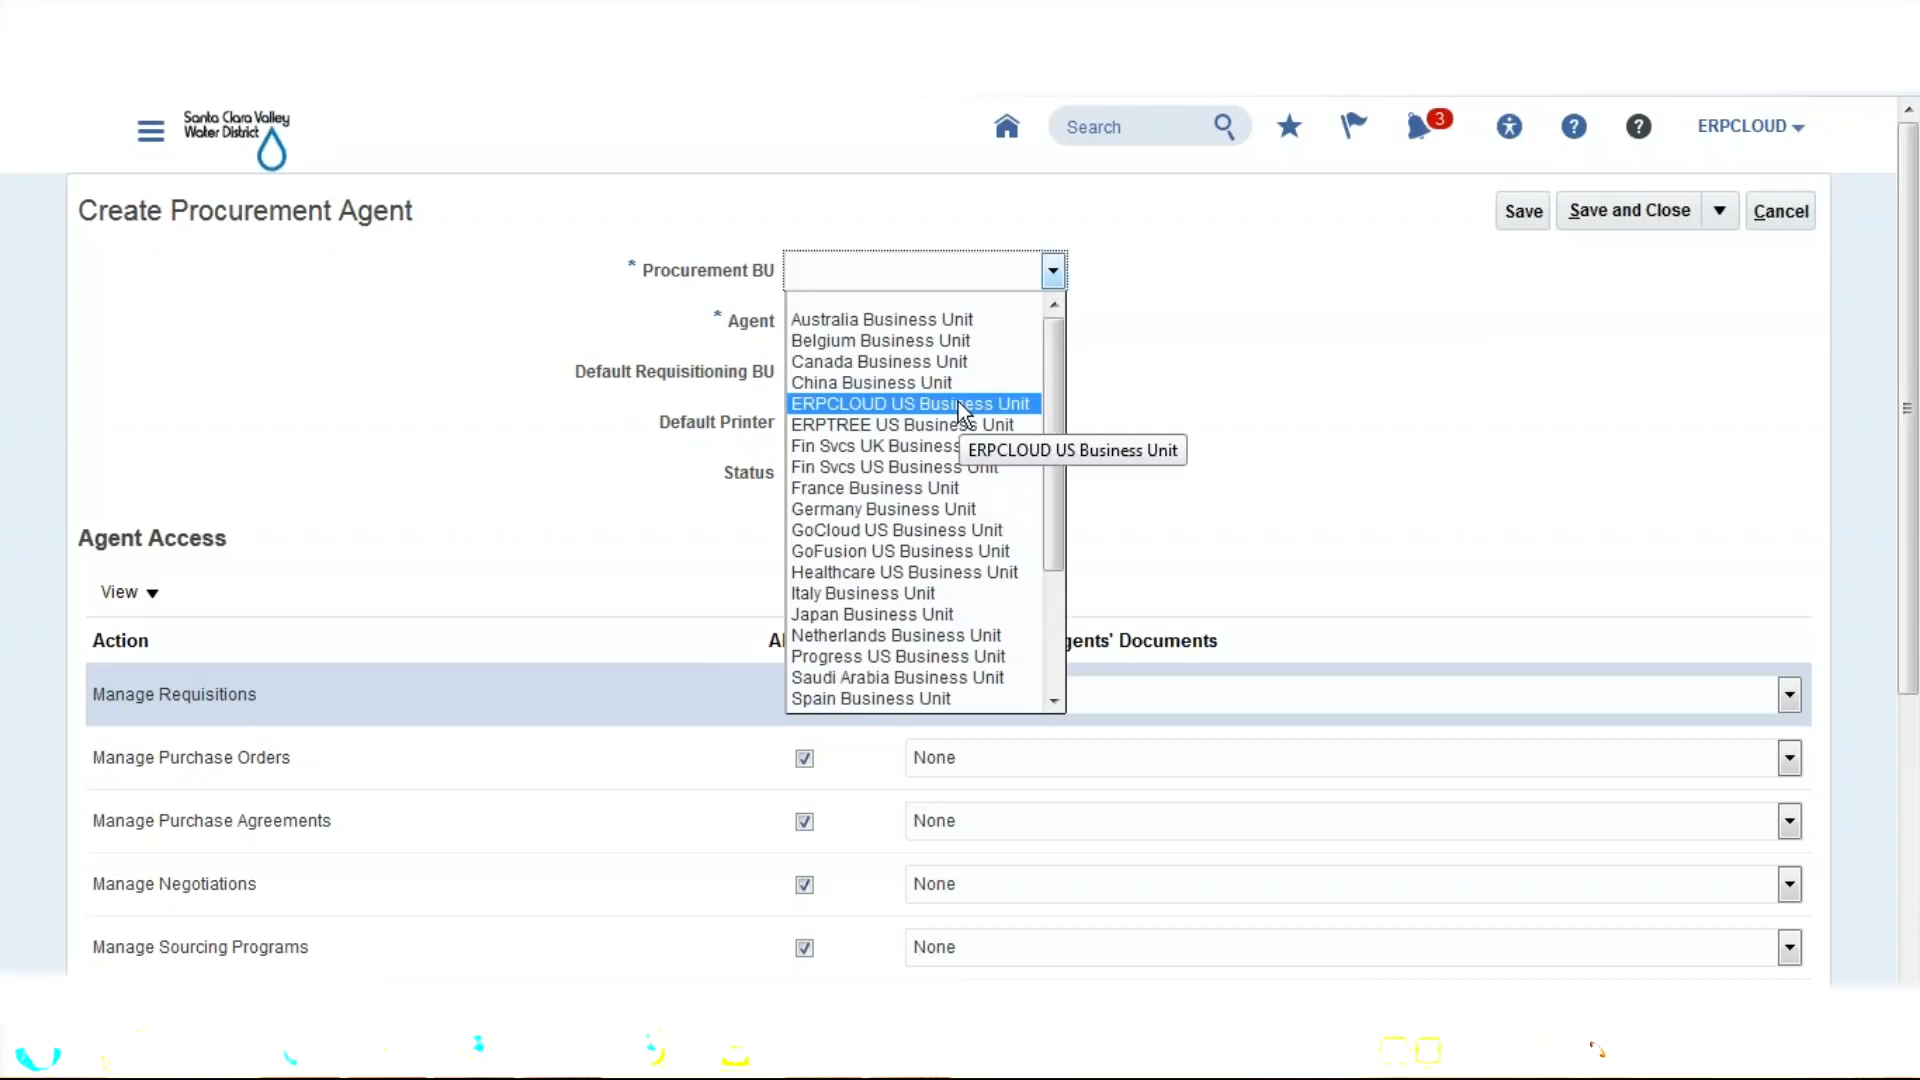 Santa Clara Valley
Water District
Search
3
ERPCLOUD
Create Procurement Agent
Save
Save and Close
Cancel
* Procurement BU
* Agent
Default Requisitioning BU
Default Printer
Status
Australia Business Unit
Belgium Business Unit
Canada Business Unit
China Business Unit
ERPCLOUD US Business Unit
ERPTREE US Business Unit
Fin Svcs UK Business
ERPCLOUD US Business Unit
Fin Svcs US Business Unit
France Business Unit
Germany Business Unit
GoCloud US Business Unit
GoFusion US Business Unit
Healthcare US Business Unit
Italy Business Unit
Japan Business Unit
Netherlands Business Unit
Progress US Business Unit
Saudi Arabia Business Unit
Spain Business Unit
Agent Access
View
Action
gents' Documents
Manage Requisitions
Manage Purchase Orders
None
Manage Purchase Agreements
None
Manage Negotiations
None
Manage Sourcing Programs
None